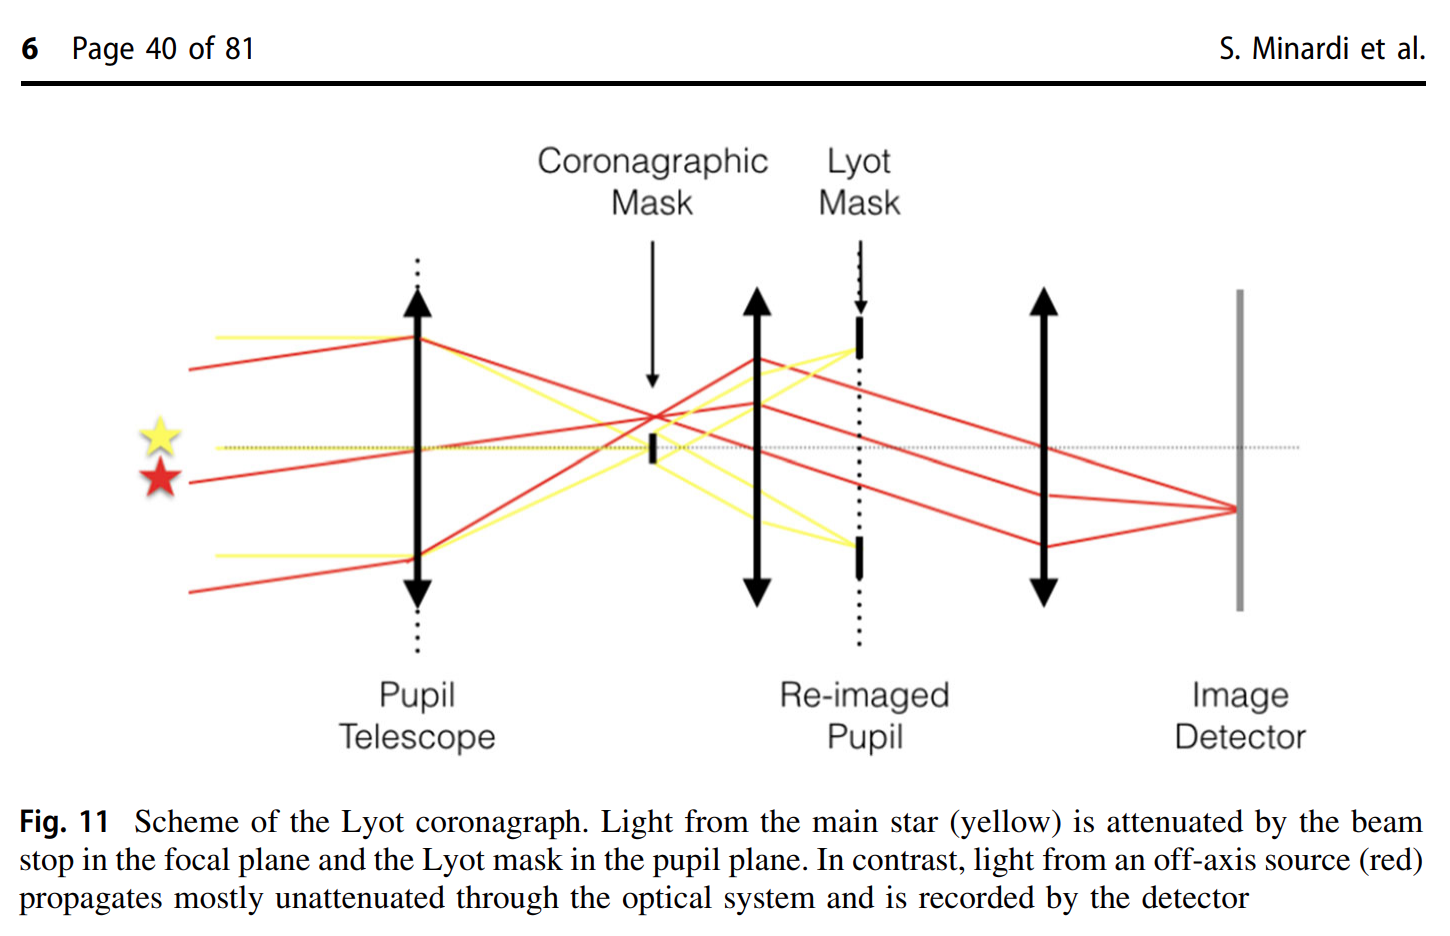 6 Page 40 of 81 S. Minardi et al.
Coronagraphic Lyot
Mask Mask
Pupil Re-imaged Image
Telescope Pupil Detector
Fig. 11 Scheme of the Lyot coronagraph. Light from the main star (yellow) is attenuated by the beam
stop in the focal plane and the Lyot mask in the pupil plane. In contrast, light from an off-axis source (red)
propagates mostly unattenuated through the optical system and is recorded by the detector